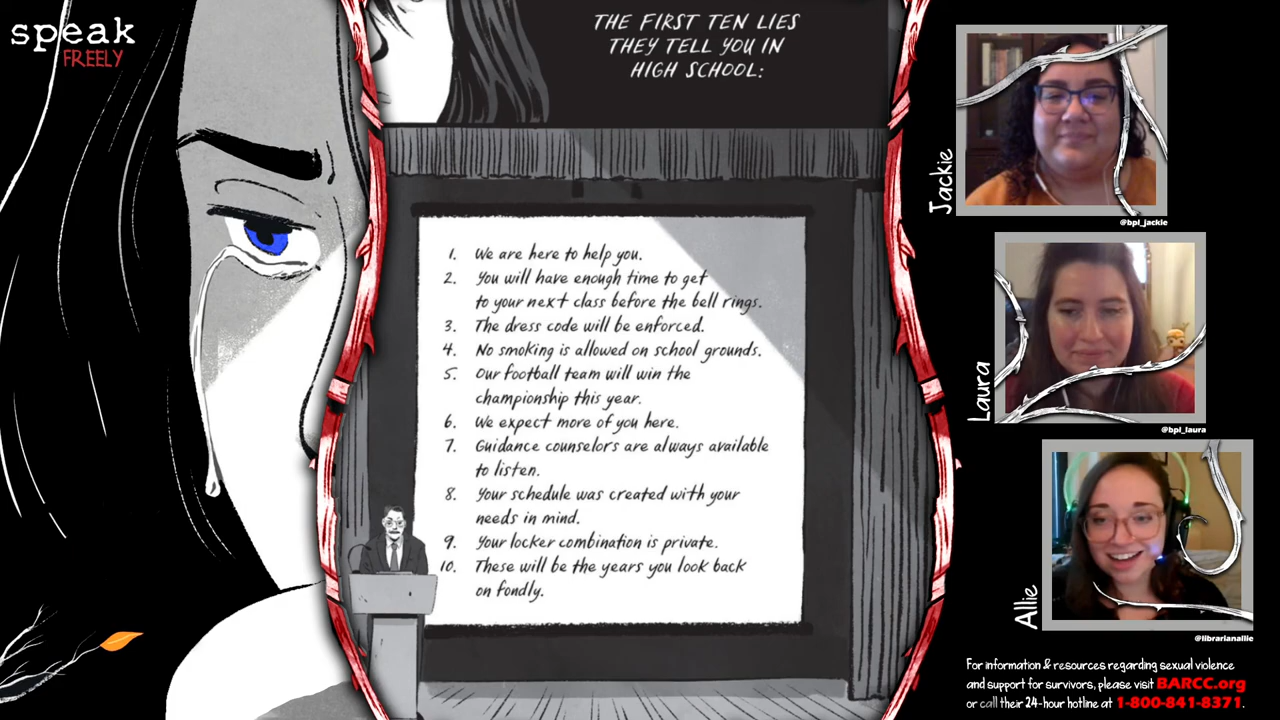 speak
FREELY
THE FIRST TEN LIES
THEY TELL YOU IN
HIGH SCHOOL:
1. We are here to help you.
2. You will have enough time to get
to your next class before the bell rings.
3. The dress code will be enforced.
4. No smoking is allowed on school grounds.
5. Our football team will win the
championship this year.
6. We expect more of you here.
7. Guidance counselors are always available
to listen.
8. Your schedule was created with your
needs in mind.
9. Your locker combination is private.
10. These will be the years you look back
on fondly.
Jackie
@bpl_jackie
Laura
@bpl_laura
Allie
@librarianallie
For information & resources regarding sexual violence
and support for survivors, please visit BARCC.org
or call their 24-hour hotline at 1-800-841-8371.